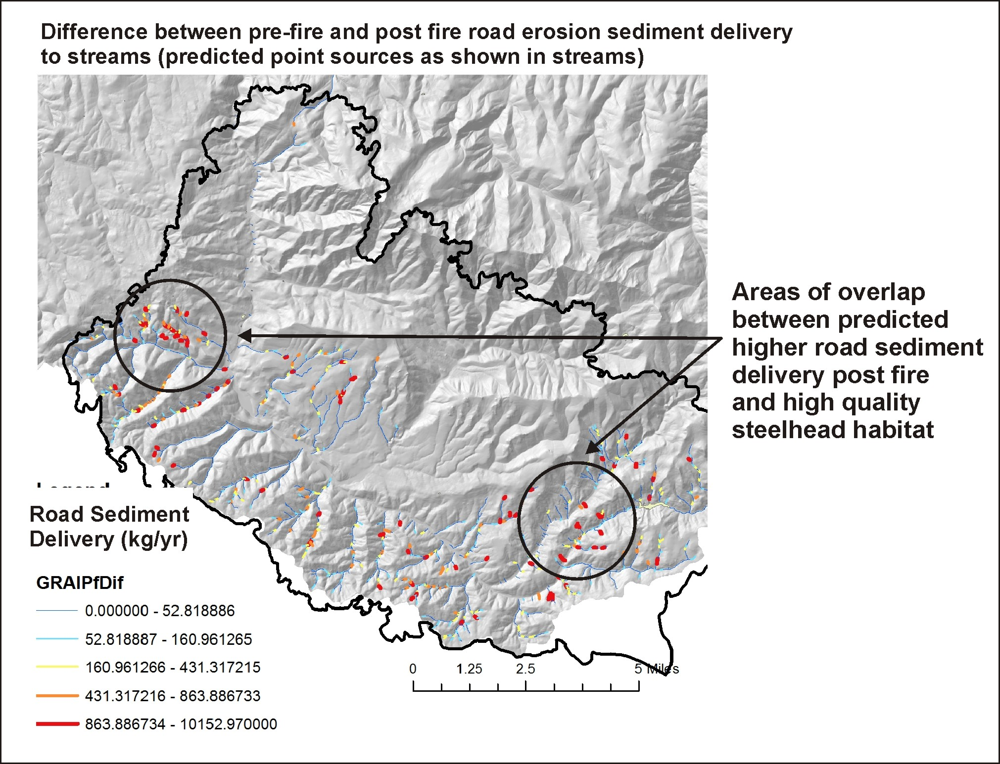 Difference between pre-fire and post fire road erosion sediment delivery
to streams (predicted point sources as shown in streams)
Areas of overlap
between predicted
higher road sediment
delivery post fire
and high quality
steelhead habitat
Legend
Road Sediment
Delivery (kg/yr)
GRAIPfDif
0.000000 - 52.818886
52.818887 - 160.961265
160.961266 - 431.317215
431.317216 - 863.886733
863.886734 - 10152.970000
0 1.25 2.5 5 Miles